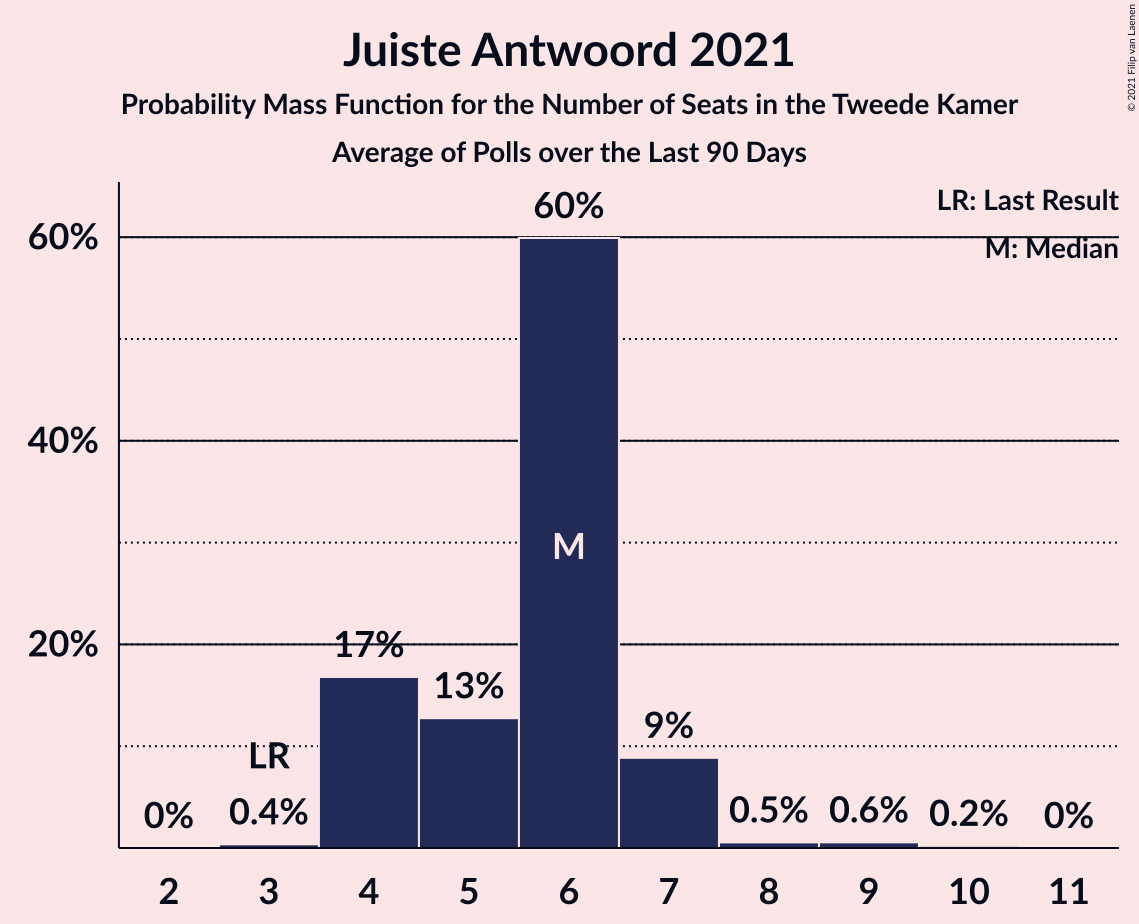 Juiste Antwoord 2021
Probability Mass Function for the Number of Seats in the Tweede Kamer
Average of Polls over the Last 90 Days
© 2021 Filip van Laenen
LR: Last Result
M: Median
60%
40%
20%
0%
LR
0.4%
17%
13%
60%
M
9%
0.5%
0.6%
0.2%
0%
2 3 4 5 6 7 8 9 10 11